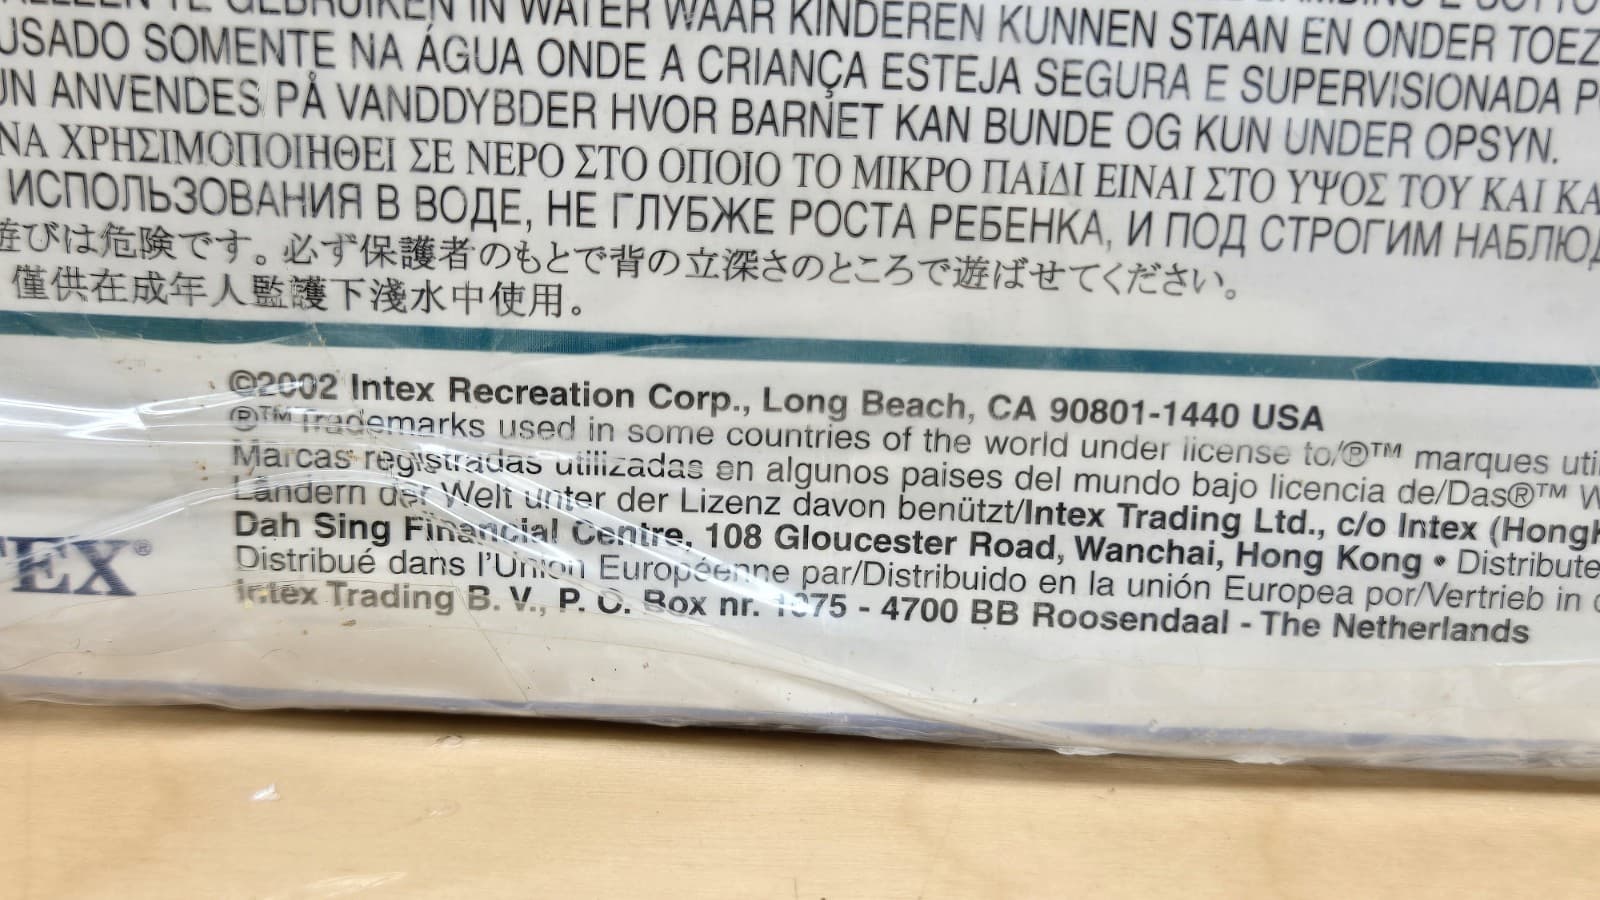 ALLEEN TE GEBRUIKEN IN WATER WAAR KINDEREN KUNNEN STAAN EN ONDER
USADO SOMENTE NA ÁGUA ONDE A CRIANÇA ESTEJA SEGURA E SUPERVISIONADA
ANVENDES PÅ VANDDYBDER HVOR BARNET KAN BUNDE OG KUN UNDER OPSYN.
ΝΑ ΧΡΗΣΙΜΟΠΟΙΗΘΕΙ ΣΕ ΝΕΡΟ ΣΤΟ ΟΠΟΙΟ ΤΟ ΜΙΚΡΟ ΠΑΙΔΙ ΕΙΝΑΙ ΣΤΟ ΥΨΟΣ ΤΟΥ ΚΑΙ
ИСПОЛЬЗОВАНИЯ В ВОДЕ, НЕ ГЛУБЖЕ РОСТА РЕБЕНКА, И ПОД СТРОГИМ
遊びは危険です。必ず保護者のもとで背の立深さのところで遊ばせてください。
僅供在成年人監護下淺水中使用。
©2002 Intex Recreation Corp., Long Beach, CA 90801-1440 USA
®™ Trademarks used in some countries of the world under license to/®™ marques
Marcas registradas utilizadas en algunos paises del mundo bajo licencia de/Das®™
Ländern der Welt unter der Lizenz davon benützt/Intex Trading Ltd., c/o Intex
Dah Sing Financial Centre, 108 Gloucester Road, Wanchai, Hong Kong •
Distribué dans l'Union Européenne par/Distribuido en la unión Europea por/Vertrieb in
Intex Trading B. V., P. O. Box nr. 1075 - 4700 BB Roosendaal - The Netherlands